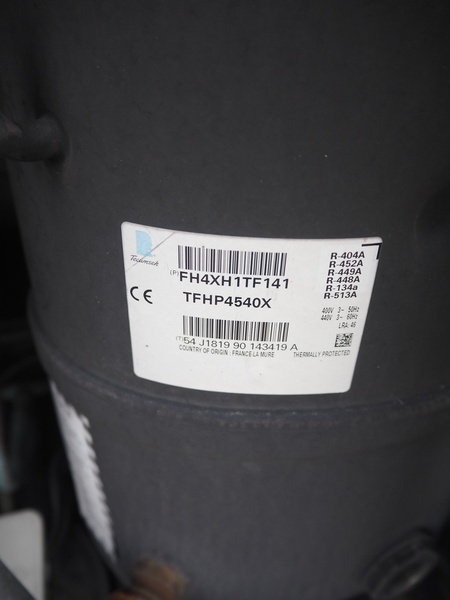 Tecumseh
(P)FH4XH1TF141
TFHP4540X
CE
(T)54 J1819 90 143419 A
COUNTRY OF ORIGIN : FRANCE LA MURE
R-404A
R-452A
R-449A
R-448A
R-134a
R-513A
400V 3~ 50Hz
440V 3~ 60Hz
LRA: 46
THERMALLY PROTECTED